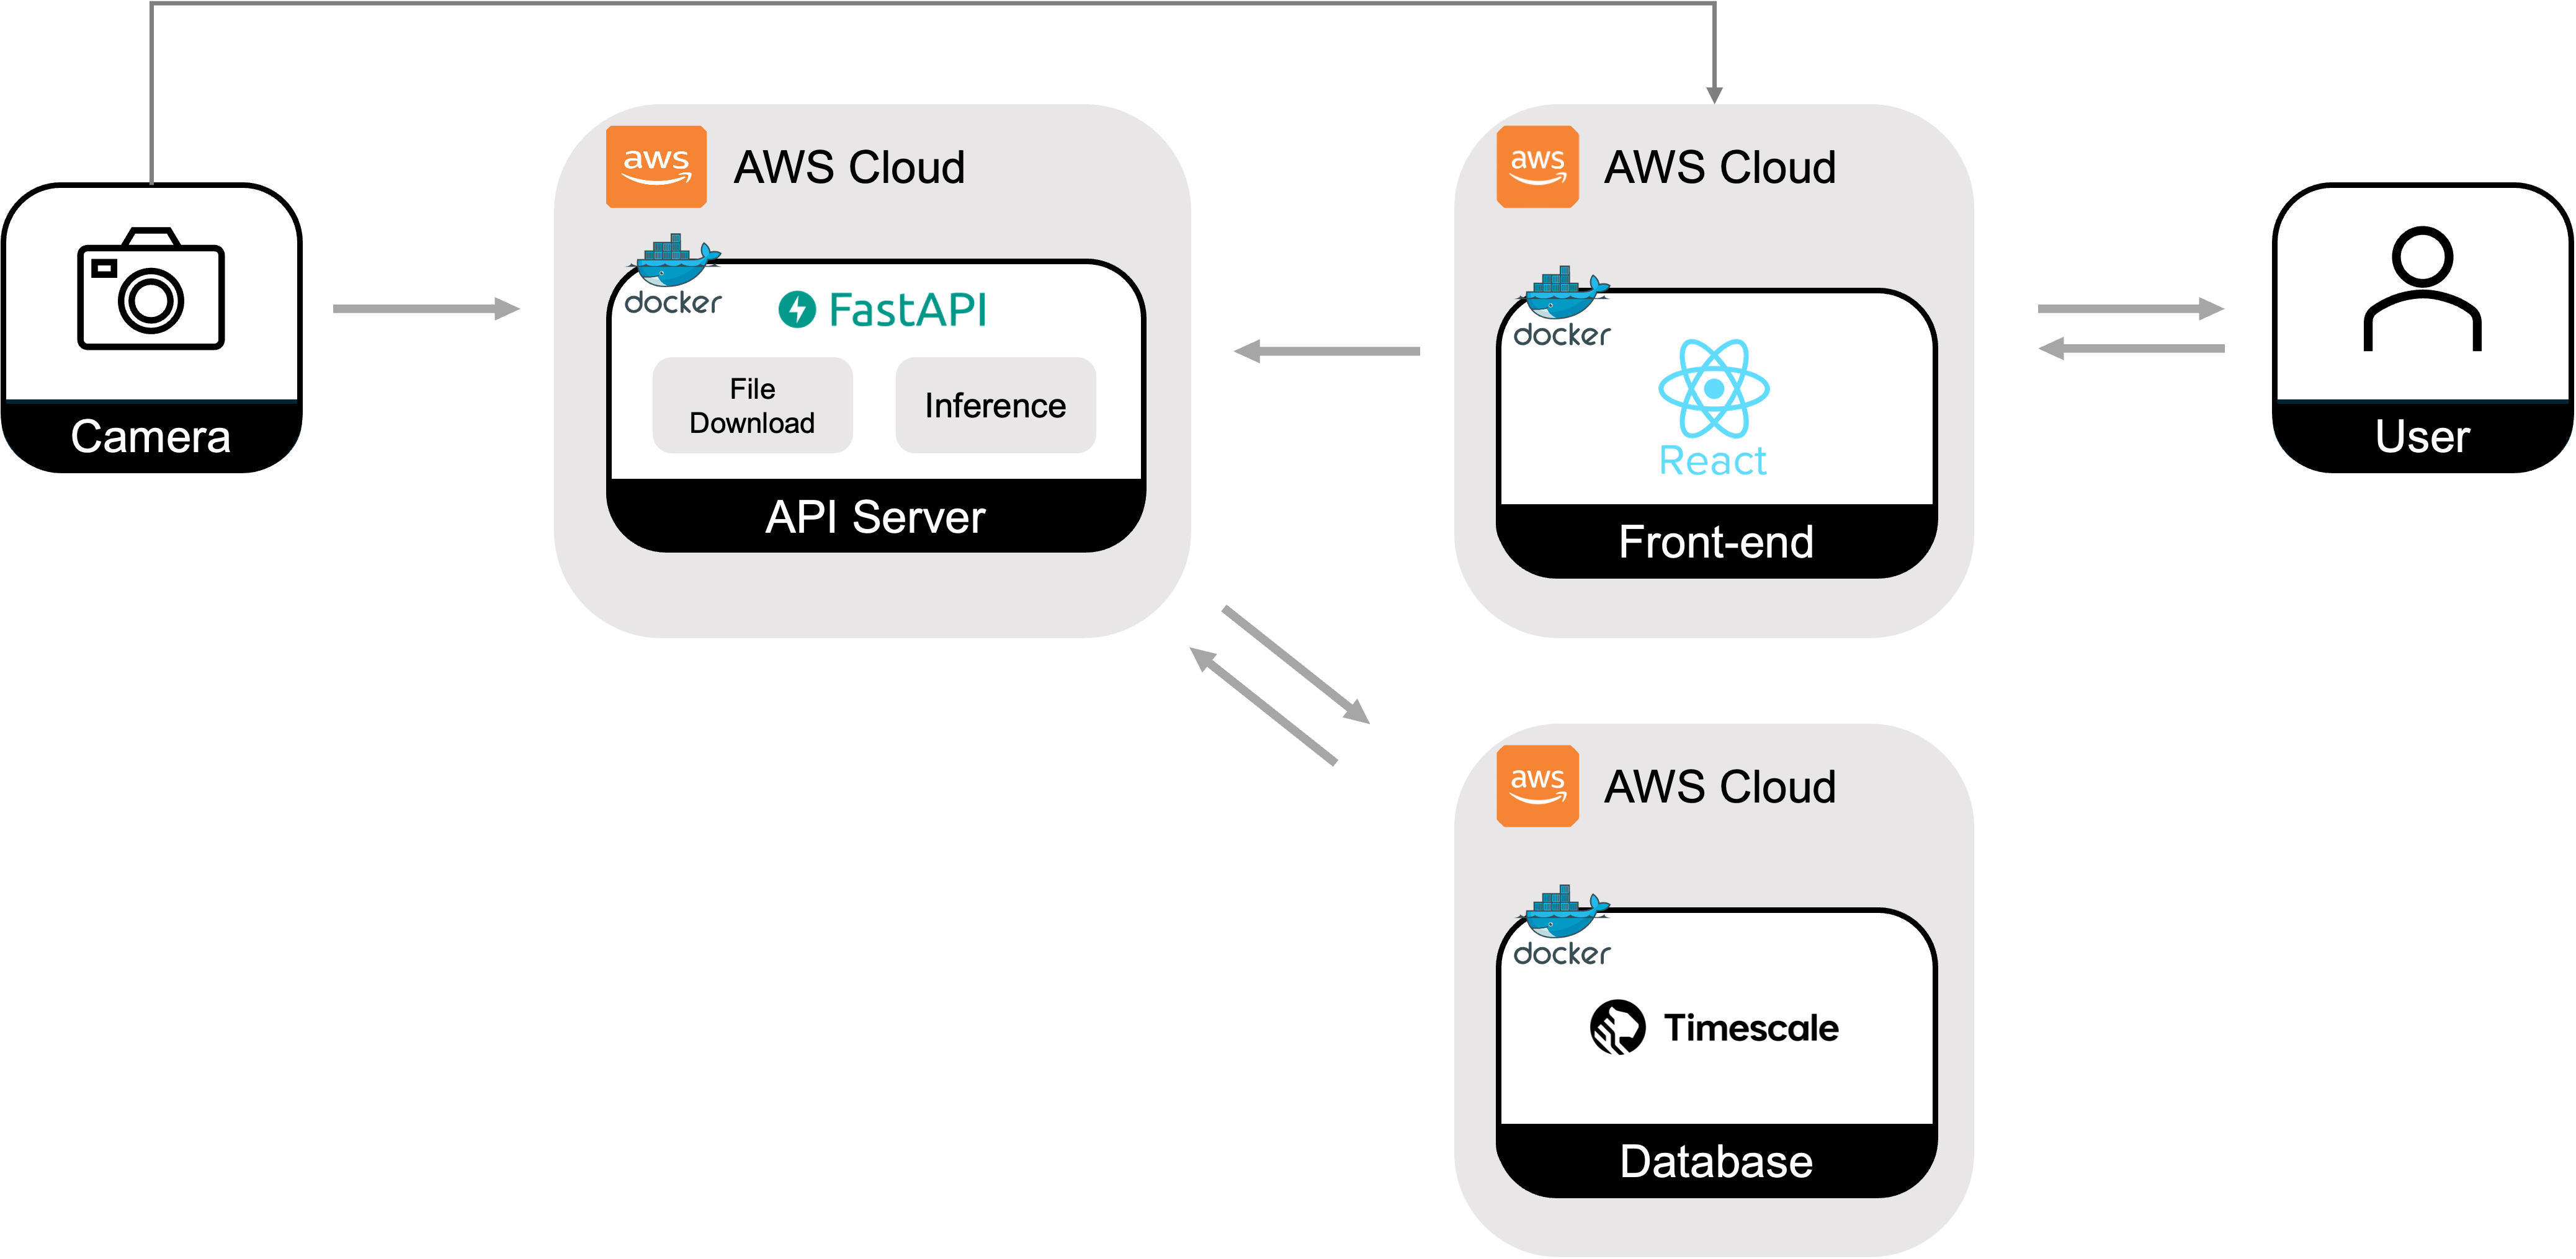 Camera
aws
AWS Cloud
docker
FastAPI
File
Download
Inference
API Server
aws
AWS Cloud
docker
React
Front-end
User
aws
AWS Cloud
docker
Timescale
Database